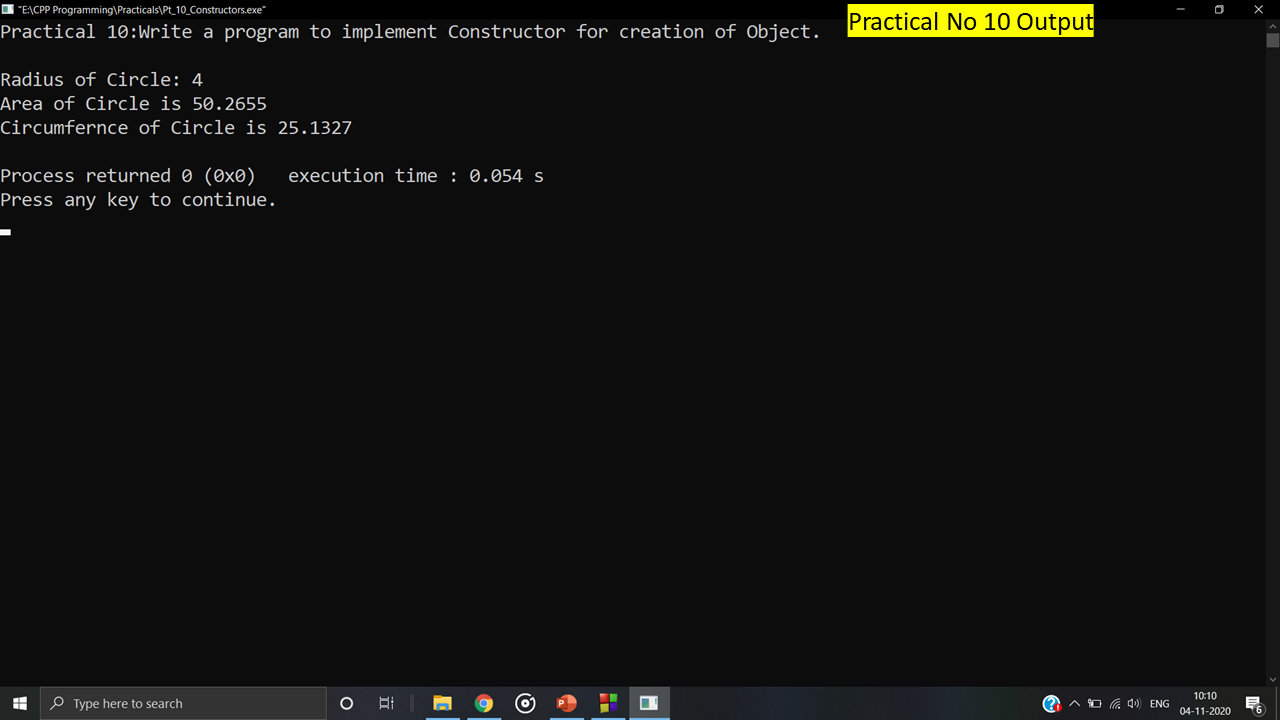 "E:\CPP Programming\Practicals\Pt_10_Constructors.exe"
Practical No 10 Output
Practical 10:Write a program to implement Constructor for creation of Object.
Radius of Circle: 4
Area of Circle is 50.2655
Circumfernce of Circle is 25.1327
Process returned 0 (0x0)   execution time : 0.054 s
Press any key to continue.
Type here to search
ENG
10:10
04-11-2020
6